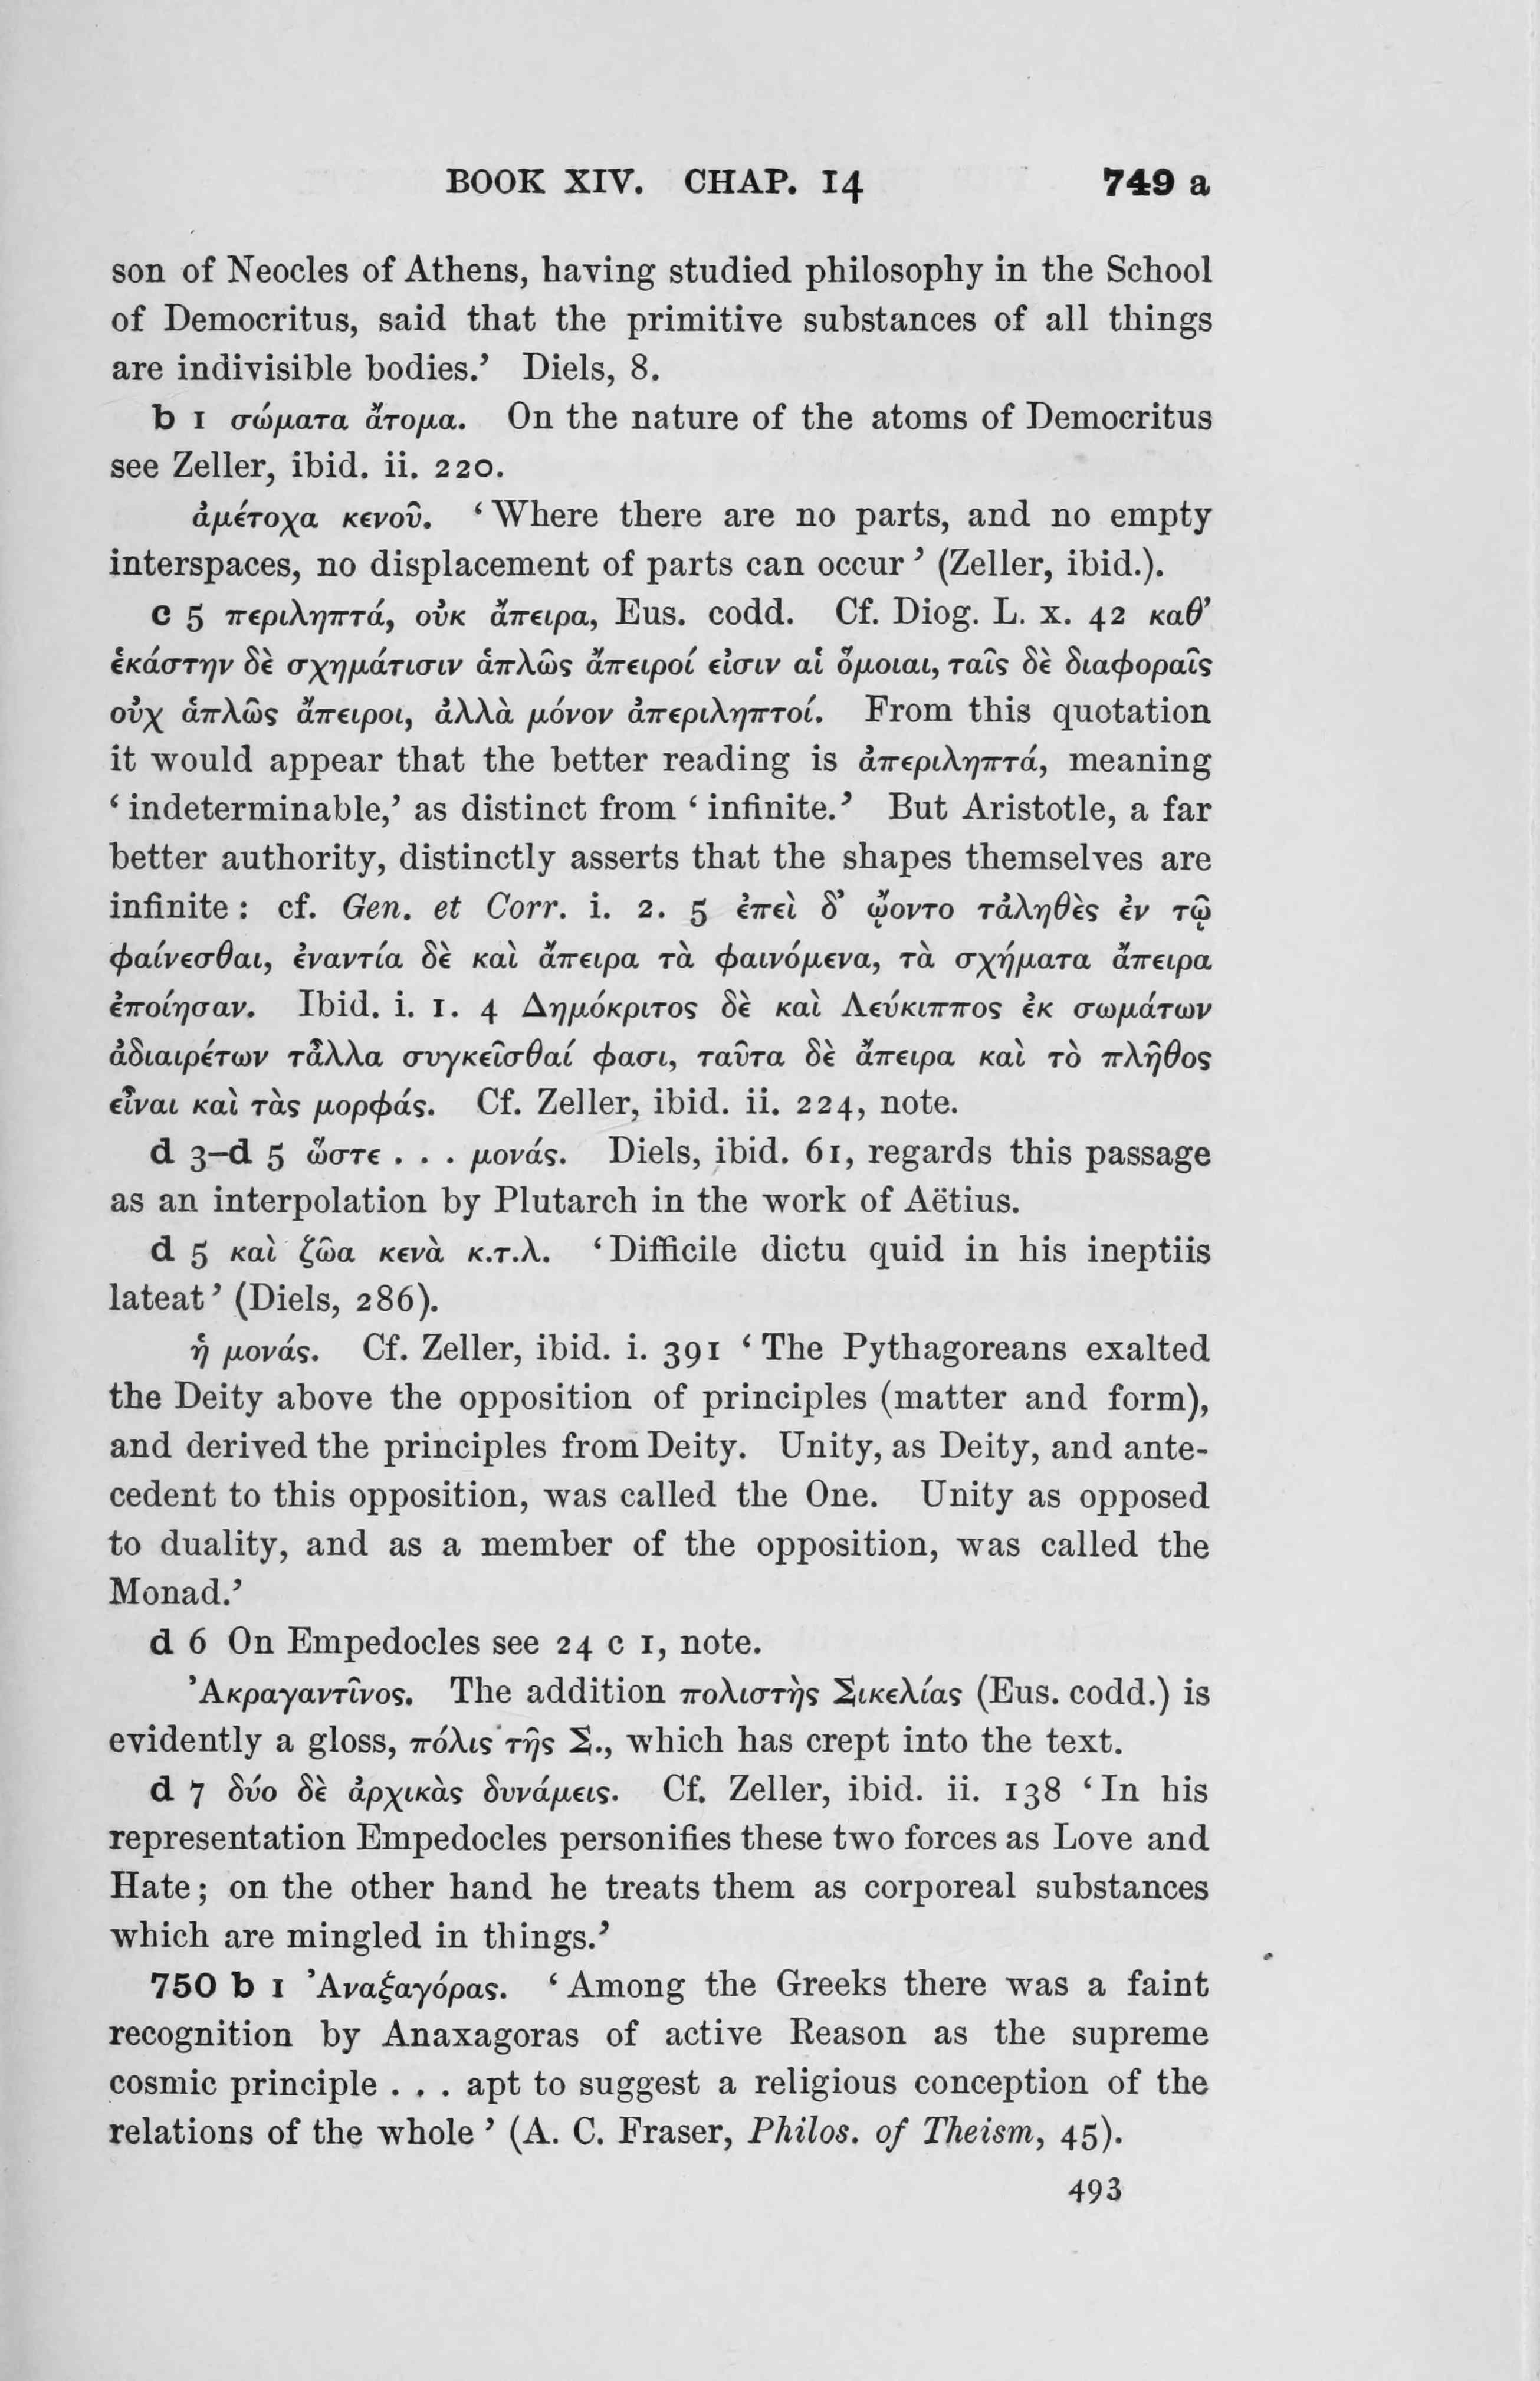 BOOK XIV. CHAP. 14 749 a
son of Neocles of Athens, having studied philosophy in the School
of Democritus, said that the primitive substances of all things
are indivisible bodies.’ Diels, 8.
b 1 σώματα ἄτομα. On the nature of the atoms of Democritus
see Zeller, ibid. ii. 220.
ἀμέτοχα κενοῦ. ‘Where there are no parts, and no empty
interspaces, no displacement of parts can occur’ (Zeller, ibid.).
c 5 περιληπτά, οὐκ ἄπειρα, Eus. codd. Cf. Diog. L. x. 42 καθ’
ἑκάστην δὲ σχημάτισιν ἁπλῶς ἄπειροί εἰσιν αἱ ὅμοιαι, ταῖς δὲ διαφοραῖς
οὐχ ἁπλῶς ἄπειροι, ἀλλὰ μόνον ἀπεριληπτοί. From this quotation
it would appear that the better reading is ἀπεριληπτά, meaning
‘indeterminable,’ as distinct from ‘infinite.’ But Aristotle, a far
better authority, distinctly asserts that the shapes themselves are
infinite: cf. Gen. et Corr. i. 2. 5 ἐπεὶ δ’ ᾤοντο τἀληθὲς ἐν τῷ
φαίνεσθαι, ἐναντία δὲ καὶ ἄπειρα τὰ φαινόμενα, τὰ σχήματα ἄπειρα
ἐποίησαν. Ibid. i. 1. 4 Δημόκριτος δὲ καὶ Λεύκιππος ἐκ σωμάτων
ἀδιαιρέτων τἆλλα συγκεῖσθαί φασι, ταῦτα δὲ ἄπειρα καὶ τὸ πλῆθος
εἶναι καὶ τὰς μορφάς. Cf. Zeller, ibid. ii. 224, note.
d 3–d 5 ὥστε . . . μονάς. Diels, ibid. 61, regards this passage
as an interpolation by Plutarch in the work of Aëtius.
d 5 καὶ ζῶα κενὰ κ.τ.λ. ‘Difficile dictu quid in his ineptiis
lateat’ (Diels, 286).
ἡ μονάς. Cf. Zeller, ibid. i. 391 ‘The Pythagoreans exalted
the Deity above the opposition of principles (matter and form),
and derived the principles from Deity. Unity, as Deity, and ante-
cedent to this opposition, was called the One. Unity as opposed
to duality, and as a member of the opposition, was called the
Monad.’
d 6 On Empedocles see 24 c 1, note.
Ἀκραγαντῖνος. The addition πολιστὴς Σικελίας (Eus. codd.) is
evidently a gloss, πόλις τῆς Σ., which has crept into the text.
d 7 δύο δὲ ἀρχικὰς δυνάμεις. Cf. Zeller, ibid. ii. 138 ‘In his
representation Empedocles personifies these two forces as Love and
Hate; on the other hand he treats them as corporeal substances
which are mingled in things.’
750 b 1 Ἀναξαγόρας. ‘Among the Greeks there was a faint
recognition by Anaxagoras of active Reason as the supreme
cosmic principle . . . apt to suggest a religious conception of the
relations of the whole’ (A. C. Fraser, Philos. of Theism, 45).
493